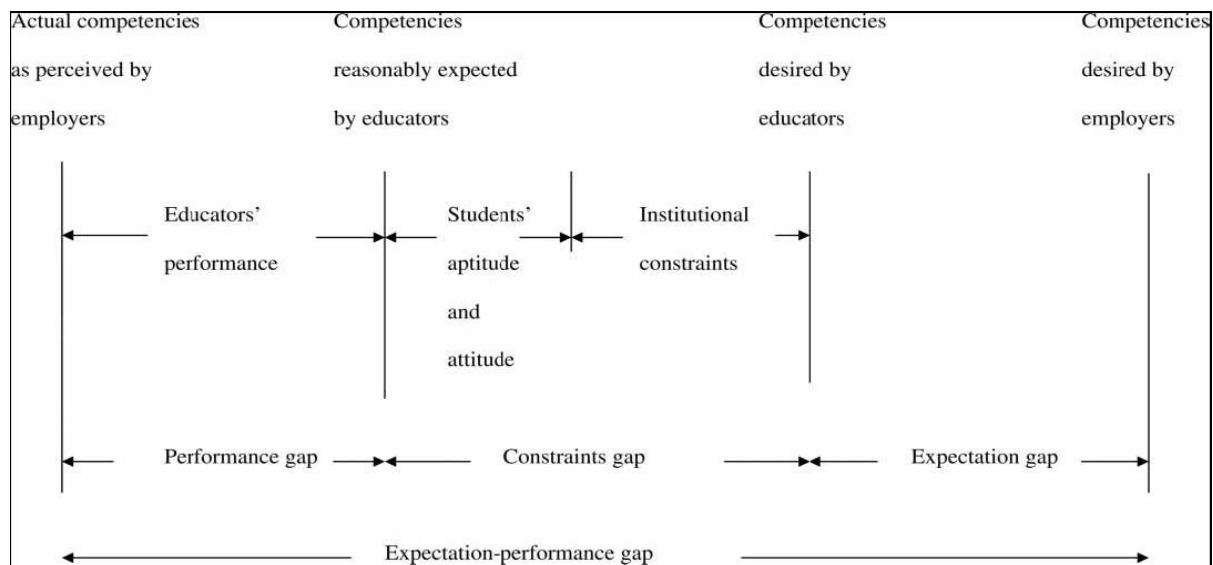 Actual competencies
as perceived by
employers
Competencies
reasonably expected
by educators
Competencies
desired by
educators
Competencies
desired by
employers
Educators’
performance
Students’
aptitude
and
attitude
Institutional
constraints
Performance gap
Constraints gap
Expectation gap
Expectation-performance gap